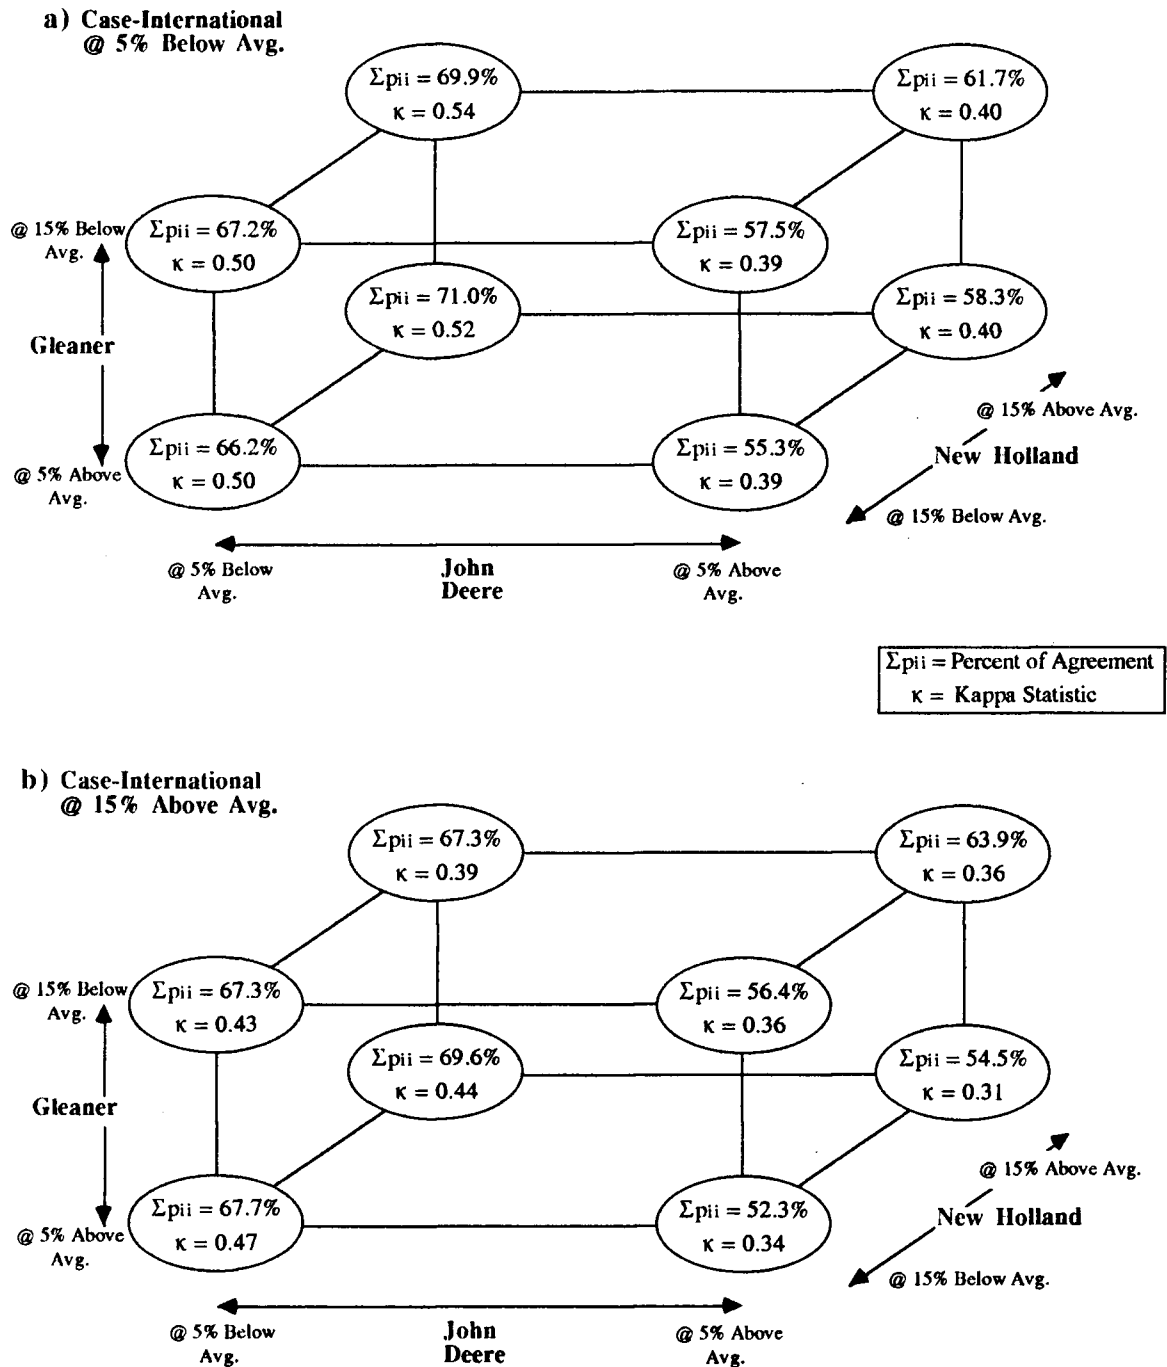 a) Case-International
@ 5% Below Avg.
Σpii = 69.9%
κ = 0.54
Σpii = 61.7%
κ = 0.40
@ 15% Below
Avg.
Σpii = 67.2%
κ = 0.50
Σpii = 57.5%
κ = 0.39
Σpii = 71.0%
κ = 0.52
Σpii = 58.3%
κ = 0.40
Gleaner
@ 15% Above Avg.
New Holland
@ 15% Below Avg.
@ 5% Above
Avg.
Σpii = 66.2%
κ = 0.50
Σpii = 55.3%
κ = 0.39
@ 5% Below
Avg.
John
Deere
@ 5% Above
Avg.
Σpii = Percent of Agreement
κ = Kappa Statistic
b) Case-International
@ 15% Above Avg.
Σpii = 67.3%
κ = 0.39
Σpii = 63.9%
κ = 0.36
@ 15% Below
Avg.
Σpii = 67.3%
κ = 0.43
Σpii = 56.4%
κ = 0.36
Σpii = 69.6%
κ = 0.44
Σpii = 54.5%
κ = 0.31
Gleaner
@ 15% Above Avg.
New Holland
@ 15% Below Avg.
@ 5% Above
Avg.
Σpii = 67.7%
κ = 0.47
Σpii = 52.3%
κ = 0.34
@ 5% Below
Avg.
John
Deere
@ 5% Above
Avg.